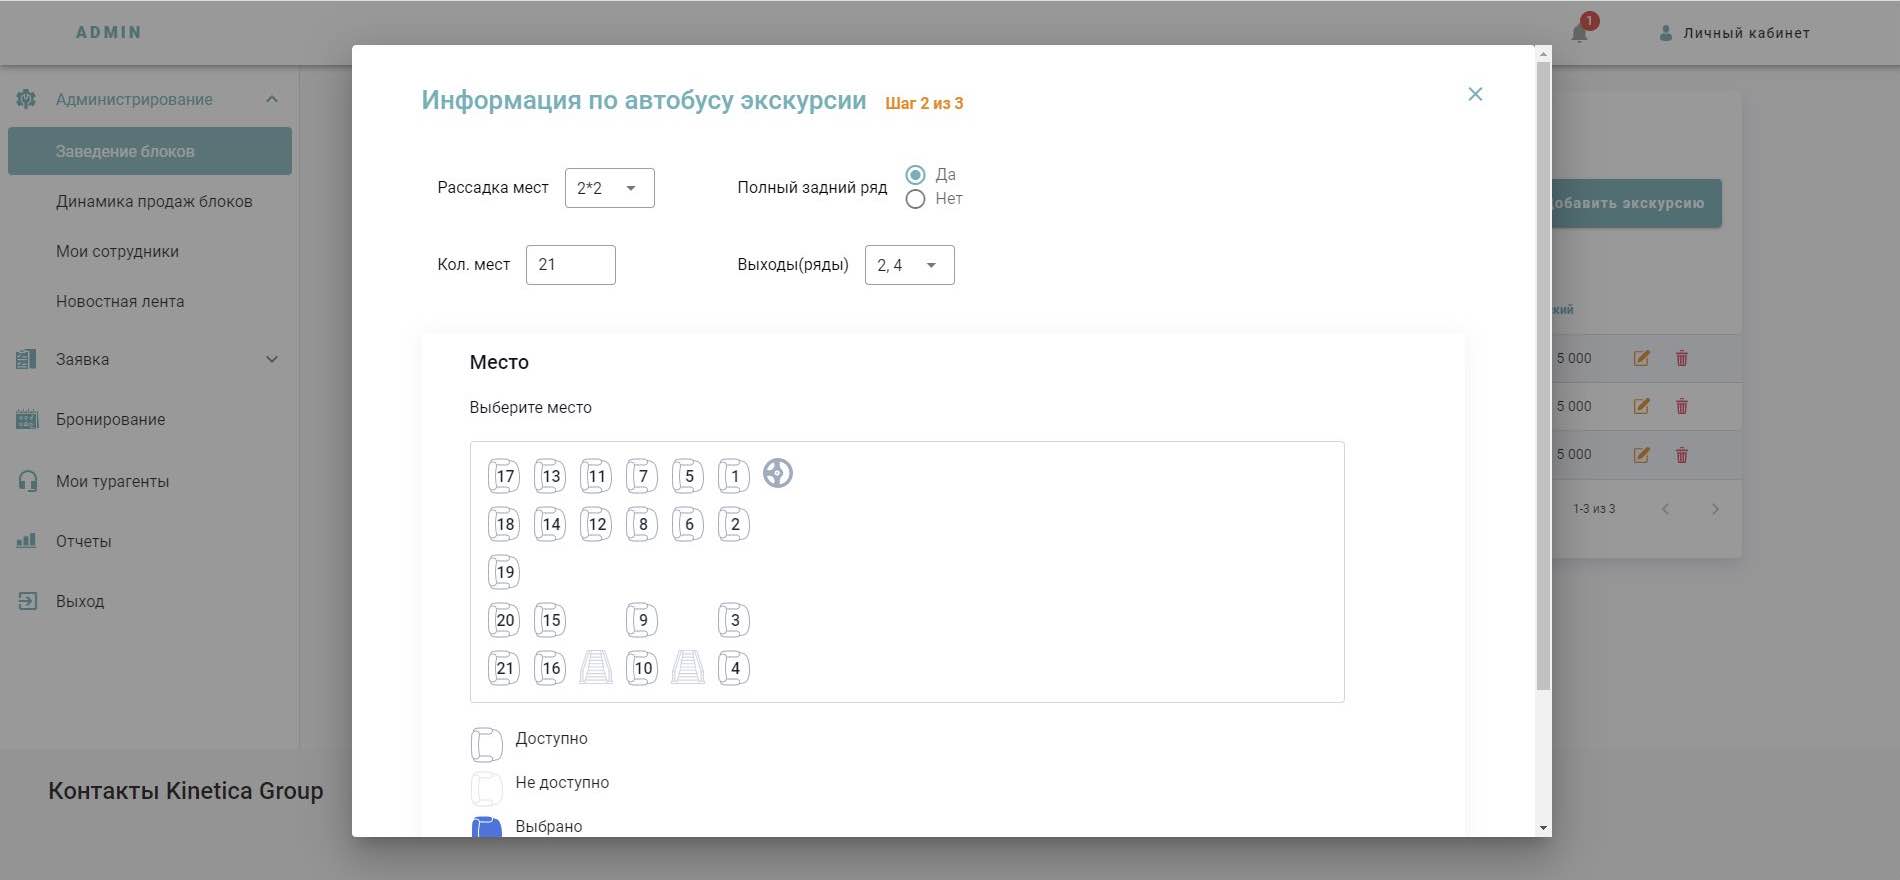 ADMIN
1
Личный кабинет
Администрирование
Заведение блоков
Динамика продаж блоков
Мои сотрудники
Новостная лента
Заявка
Бронирование
Мои турагенты
Отчеты
Выход
Контакты Kinetica Group
Информация по автобусу экскурсии Шаг 2 из 3
Рассадка мест 2*2
Полный задний ряд
Да
Нет
Кол. мест 21
Выходы(ряды) 2, 4
Место
Выберите место
17 13 11 7 5 1
18 14 12 8 6 2
19
20 15 9 3
21 16 10 4
Доступно
Не доступно
Выбрано
обавить экскурсию
кий
5 000
5 000
5 000
1-3 из 3